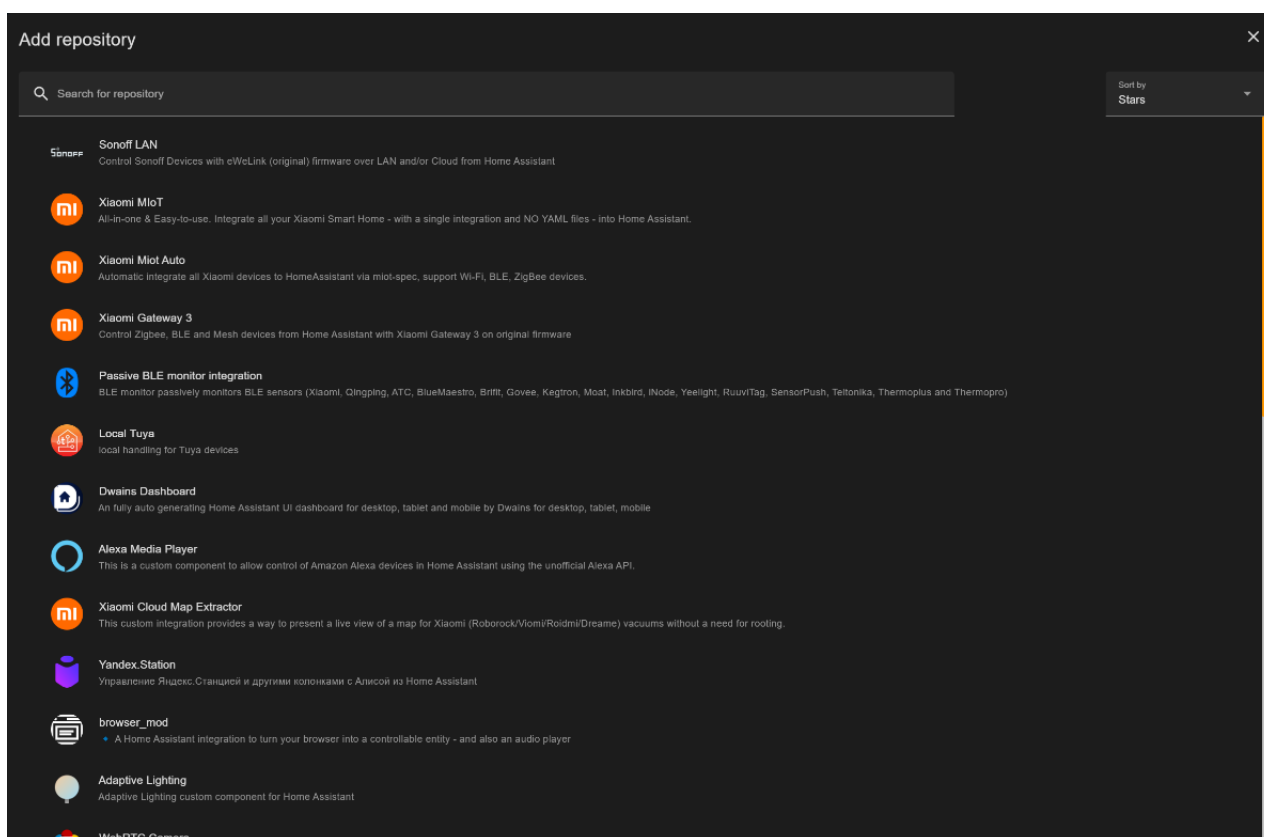 Add repository
Search for repository
Sort by
Stars
SonoFF
Sonoff LAN
Control Sonoff Devices with eWeLink (original) firmware over LAN and/or Cloud from Home Assistant
Xiaomi MIoT
All-in-one & Easy-to-use. Integrate all your Xiaomi Smart Home - with a single integration and NO YAML files - into Home Assistant.
Xiaomi Miot Auto
Automatic integrate all Xiaomi devices to HomeAssistant via miot-spec, support Wi-Fi, BLE, ZigBee devices.
Xiaomi Gateway 3
Control Zigbee, BLE and Mesh devices from Home Assistant with Xiaomi Gateway 3 on original firmware
Passive BLE monitor integration
BLE monitor passively monitors BLE sensors (Xiaomi, Qingping, ATC, BlueMaestro, Brifit, Govee, Kegtron, Moat, Inkbird, iNode, Yeelight, RuuviTag, SensorPush, Teltonika, Thermoplus and Thermopro)
Local Tuya
local handling for Tuya devices
Dwains Dashboard
An fully auto generating Home Assistant UI dashboard for desktop, tablet and mobile by Dwains for desktop, tablet, mobile
Alexa Media Player
This is a custom component to allow control of Amazon Alexa devices in Home Assistant using the unofficial Alexa API.
Xiaomi Cloud Map Extractor
This custom integration provides a way to present a live view of a map for Xiaomi (Roborock/Viomi/Roidmi/Dreame) vacuums without a need for rooting.
Yandex.Station
Управление Яндекс.Станцией и другими колонками с Алисой из Home Assistant
browser_mod
🔹 A Home Assistant integration to turn your browser into a controllable entity - and also an audio player
Adaptive Lighting
Adaptive Lighting custom component for Home Assistant
WebRTC Camera